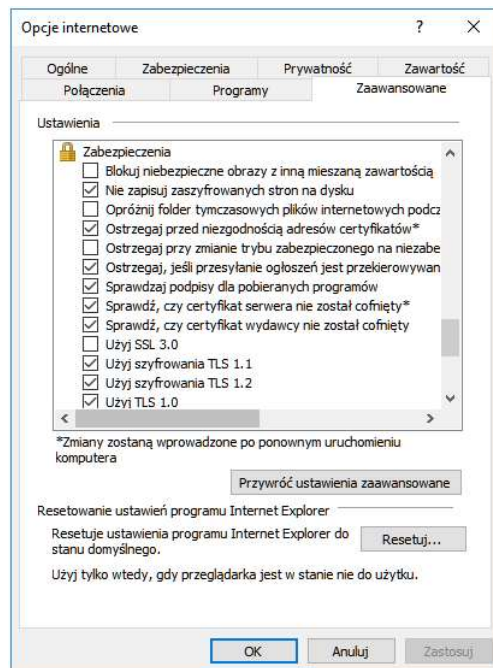 Opcje internetowe
Ogólne Zabezpieczenia Prywatność Zawartość
Połączenia Programy Zaawansowane
Ustawienia
Zabezpieczenia
Blokuj niebezpieczne obrazy z inną mieszaną zawartością
Nie zapisuj zaszyfrowanych stron na dysku
Opróżnij folder tymczasowych plików internetowych podcz
Ostrzegaj przed niezgodnością adresów certyfikatów*
Ostrzegaj przy zmianie trybu zabezpieczonego na niezabe
Ostrzegaj, jeśli przesyłanie ogłoszeń jest przekierowywan
Sprawdzaj podpisy dla pobieranych programów
Sprawdź, czy certyfikat serwera nie został cofnięty*
Sprawdź, czy certyfikat wydawcy nie został cofnięty
Użyj SSL 3.0
Użyj szyfrowania TLS 1.1
Użyj szyfrowania TLS 1.2
Użyj TLS 1.0
*Zmiany zostaną wprowadzone po ponownym uruchomieniu
komputera
Przywróć ustawienia zaawansowane
Resetowanie ustawień programu Internet Explorer
Resetuje ustawienia programu Internet Explorer do
stanu domyślnego.
Resetuj...
Użyj tylko wtedy, gdy przeglądarka jest w stanie nie do użytku.
OK Anuluj Zastosuj